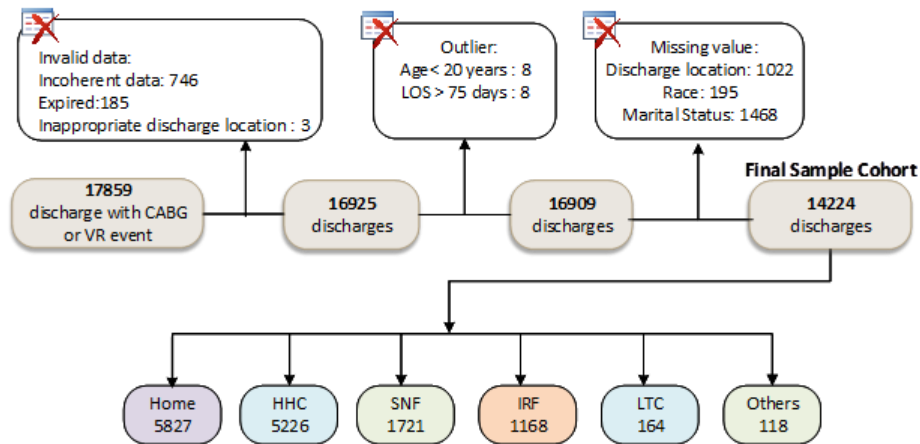 Invalid data:
Incoherent data: 746
Expired:185
Inappropriate discharge location : 3
Outlier:
Age< 20 years : 8
LOS > 75 days : 8
Missing value:
Discharge location: 1022
Race: 195
Marital Status: 1468
Final Sample Cohort
17859
discharge with CABG
or VR event
16925
discharges
16909
discharges
14224
discharges
Home
5827
HHC
5226
SNF
1721
IRF
1168
LTC
164
Others
118